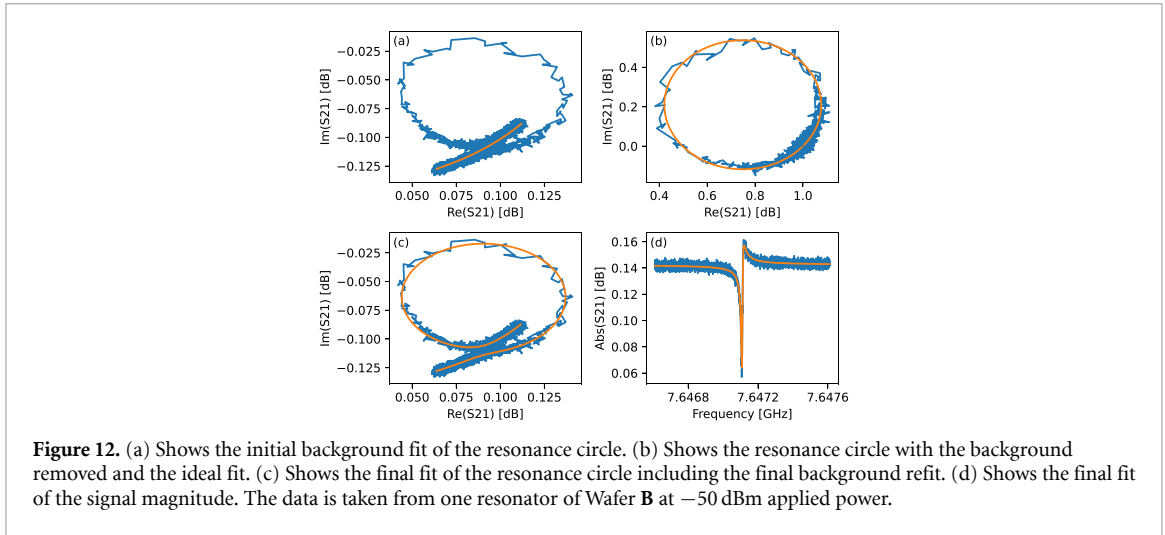 (a)
−0.025
−0.050
−0.075
−0.100
−0.125
Im(S21) [dB]
0.050 0.075 0.100 0.125
Re(S21) [dB]
(b)
0.4
0.2
0.0
Im(S21) [dB]
0.4 0.6 0.8 1.0
Re(S21) [dB]
(c)
−0.025
−0.050
−0.075
−0.100
−0.125
Im(S21) [dB]
0.050 0.075 0.100 0.125
Re(S21) [dB]
(d)
0.16
0.14
0.12
0.10
0.08
0.06
Abs(S21) [dB]
7.6468 7.6472 7.6476
Frequency [GHz]
Figure 12. (a) Shows the initial background fit of the resonance circle. (b) Shows the resonance circle with the background
removed and the ideal fit. (c) Shows the final fit of the resonance circle including the final background refit. (d) Shows the final fit
of the signal magnitude. The data is taken from one resonator of Wafer B at −50 dBm applied power.